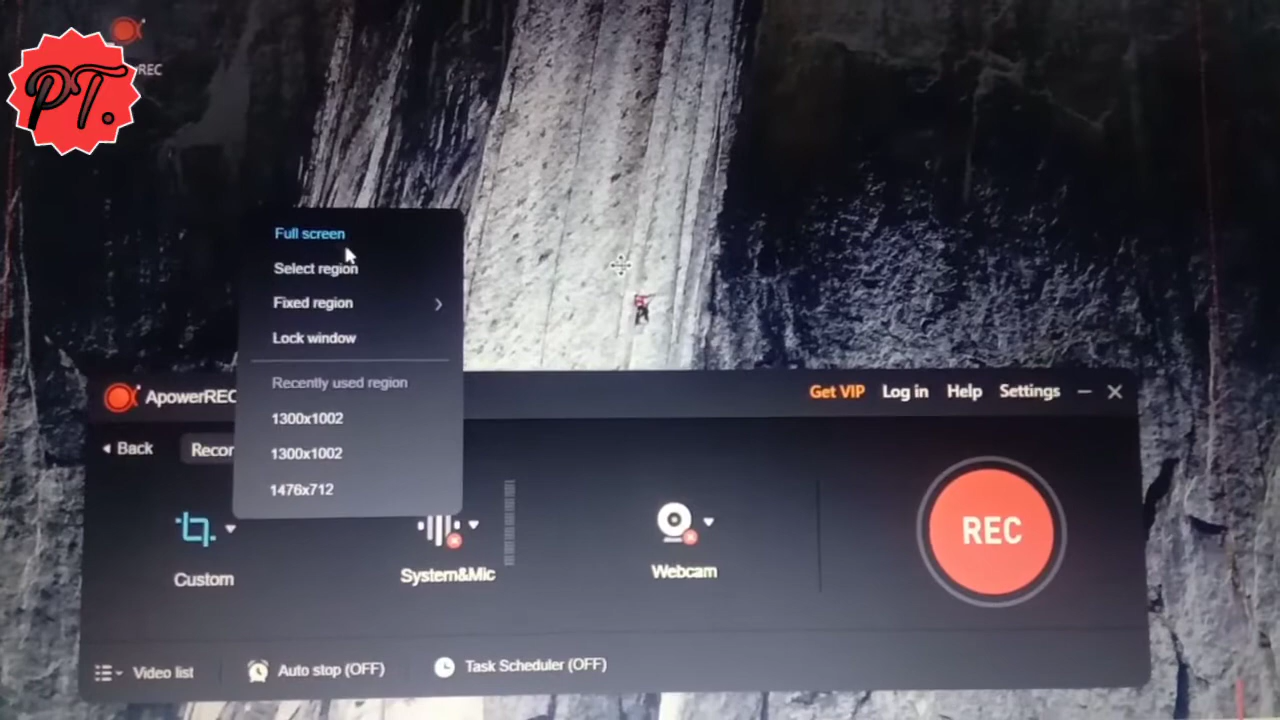 REC
PT.
Full screen
Select region
Fixed region
Lock window
Recently used region
1300x1002
1300x1002
1476x712
ApowerREC
Get VIP
Log in
Help
Settings
Back
Recor
Custom
System&Mic
Webcam
REC
Video list
Auto stop (OFF)
Task Scheduler (OFF)